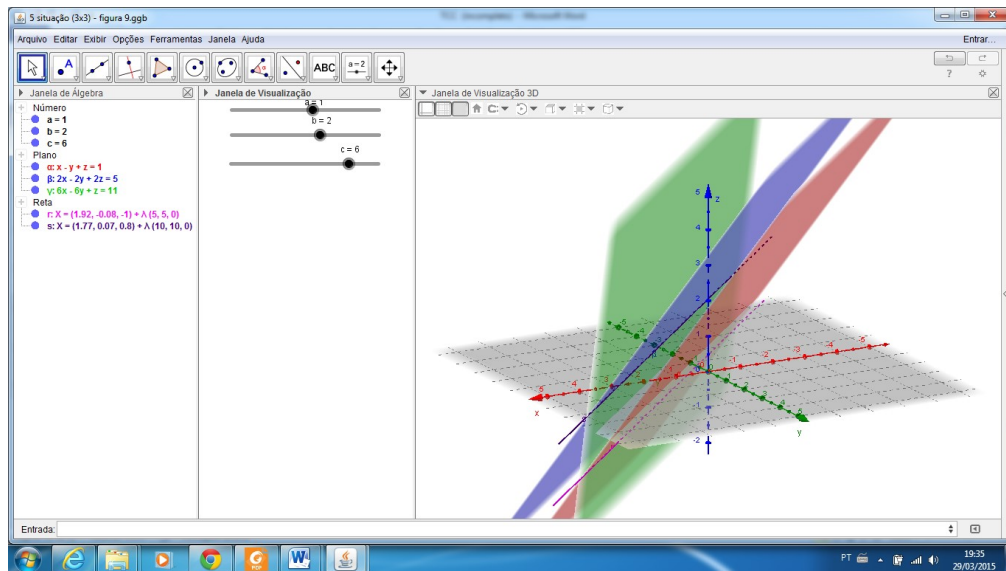 5 situação (3x3) - figura 9.ggb
Arquivo Editar Exibir Opções Ferramentas Janela Ajuda
Entrar...
ABC
a=2
Janela de Álgebra
Janela de Visualização
Janela de Visualização 3D
Número
a = 1
b = 2
c = 6
Plano
α: x - y + z = 1
β: 2x - 2y + 2z = 5
γ: 6x - 6y + z = 11
Reta
r: X = (1.92, -0.08, -1) + λ (5, 5, 0)
s: X = (1.77, 0.07, 0.8) + λ (10, 10, 0)
a = 1
b = 2
c = 6
z
5
4
3
2
1
-1
-2
x
y
Entrada:
PT
19:35
29/03/2015